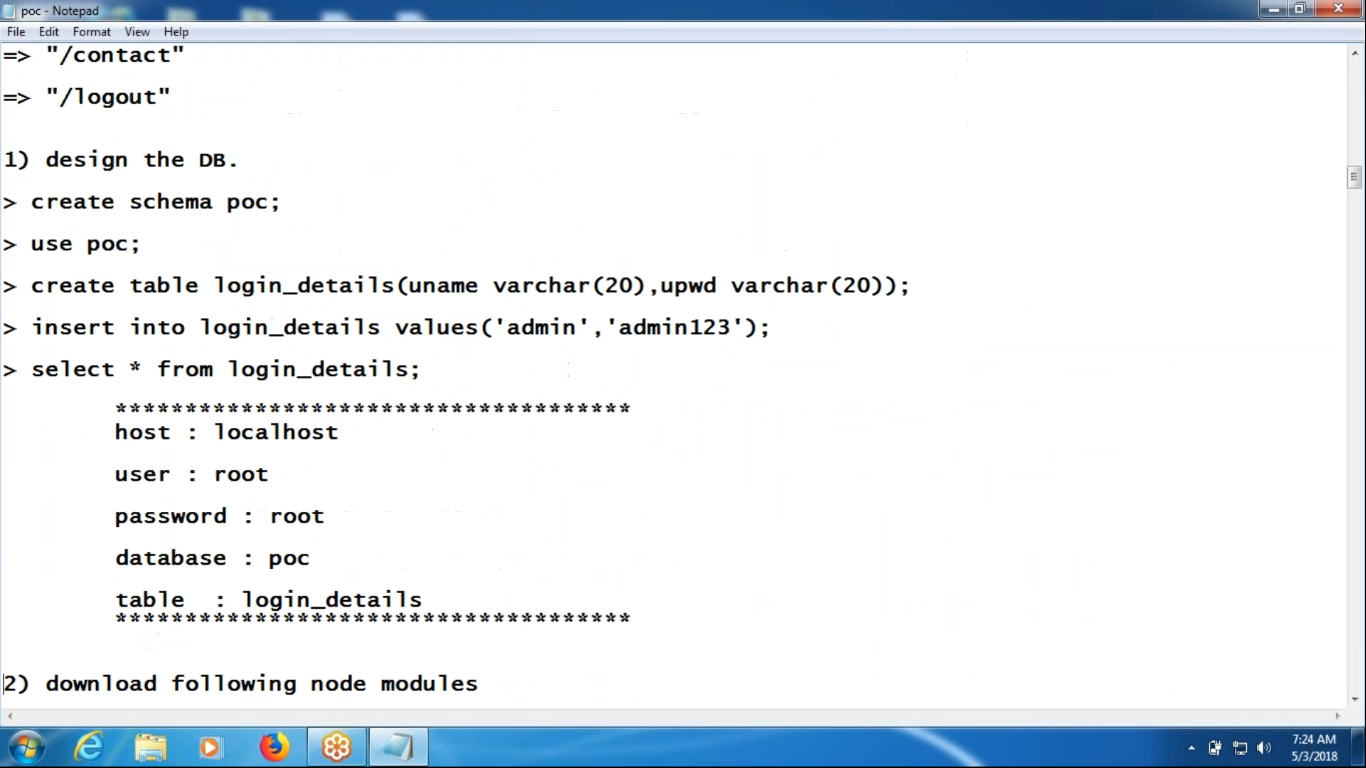 poc - Notepad
File Edit Format View Help
=> "/contact"
=> "/logout"
1) design the DB.
> create schema poc;
> use poc;
> create table login_details(uname varchar(20),upwd varchar(20));
> insert into login_details values('admin','admin123');
> select * from login_details;
*************************************
host : localhost
user : root
password : root
database : poc
table  : login_details
*************************************
2) download following node modules
7:24 AM
5/3/2018